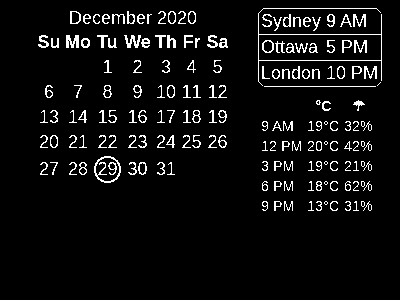 December 2020
Su Mo Tu We Th Fr Sa
1 2 3 4 5
6 7 8 9 10 11 12
13 14 15 16 17 18 19
20 21 22 23 24 25 26
27 28 29 30 31
Sydney 9 AM
Ottawa 5 PM
London 10 PM
°C ☂
9 AM 19°C 32%
12 PM 20°C 42%
3 PM 19°C 21%
6 PM 18°C 62%
9 PM 13°C 31%